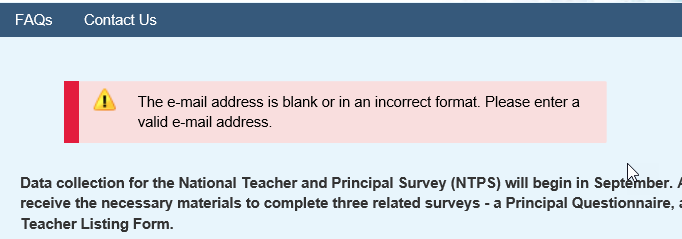 FAQs Contact Us
The e-mail address is blank or in an incorrect format. Please enter a
valid e-mail address.
Data collection for the National Teacher and Principal Survey (NTPS) will begin in September.
receive the necessary materials to complete three related surveys - a Principal Questionnaire,
Teacher Listing Form.